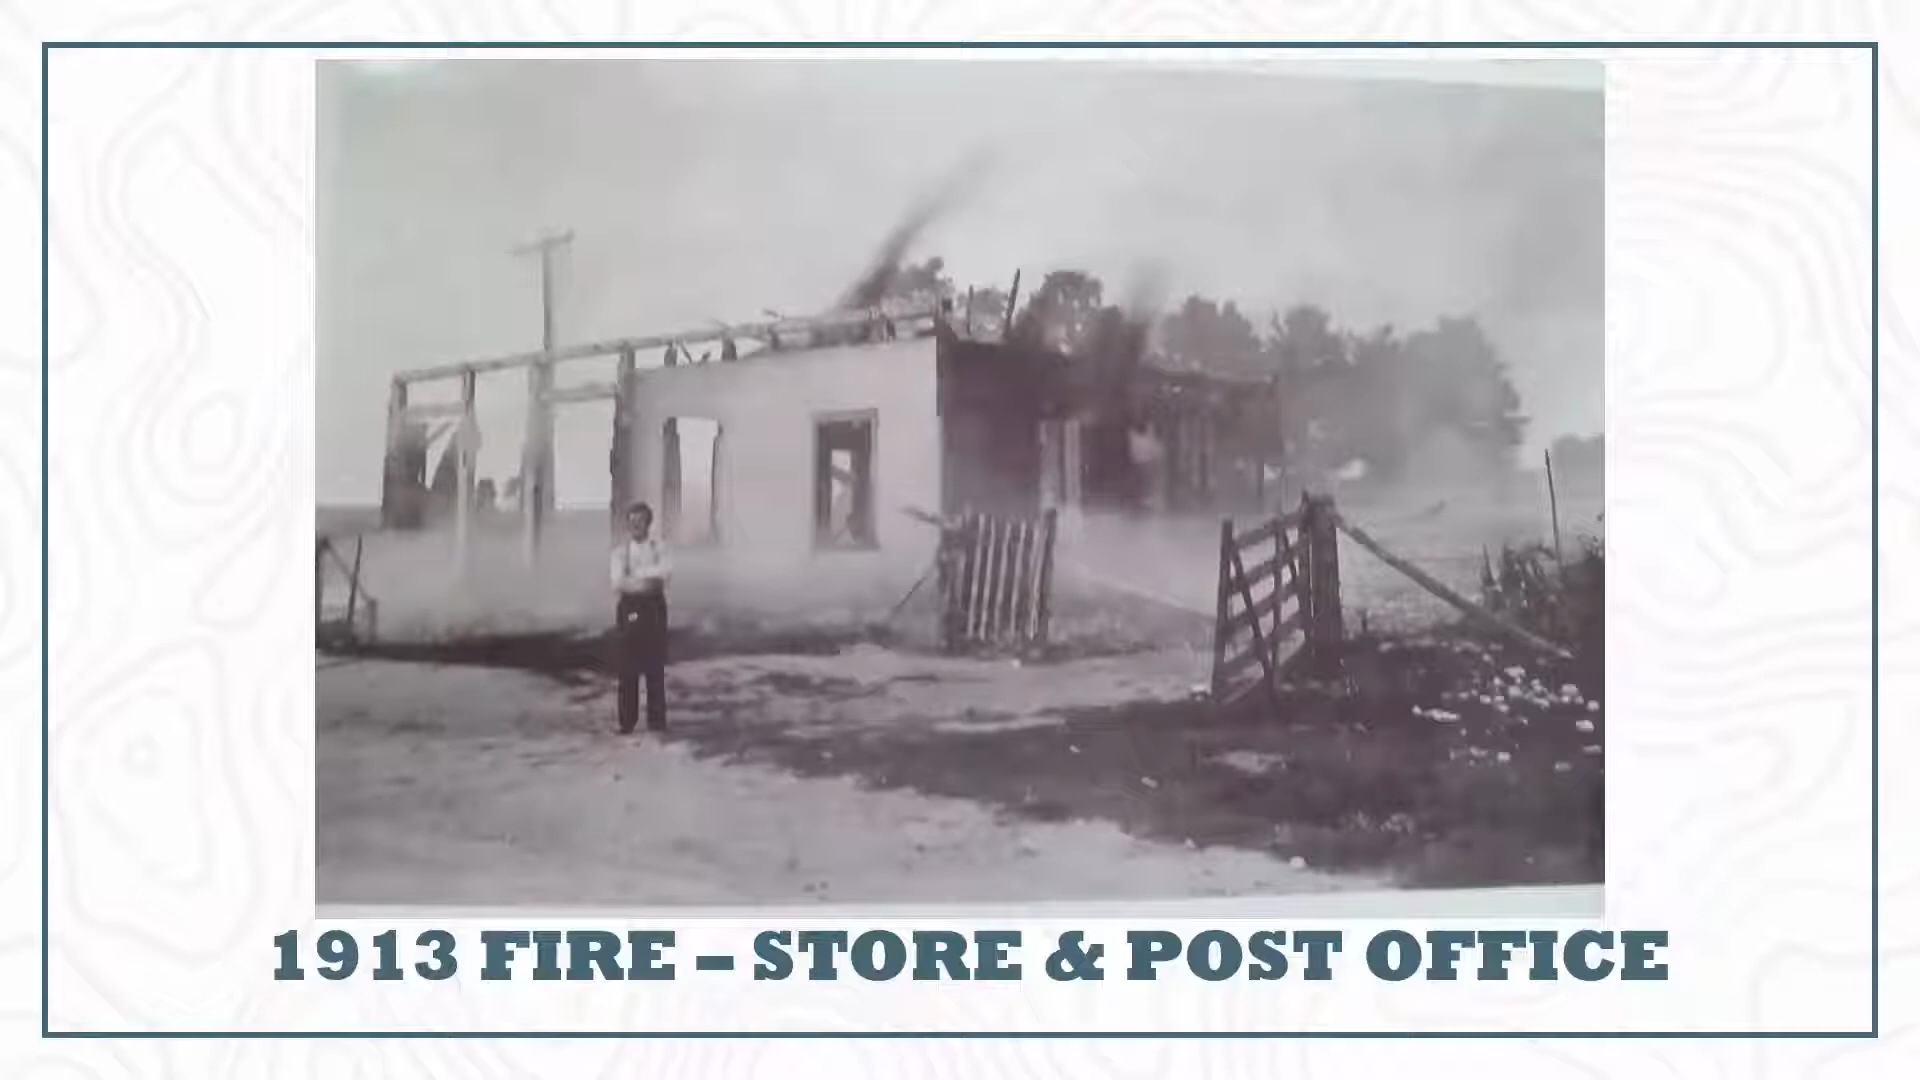 1913 FIRE – STORE & POST OFFICE